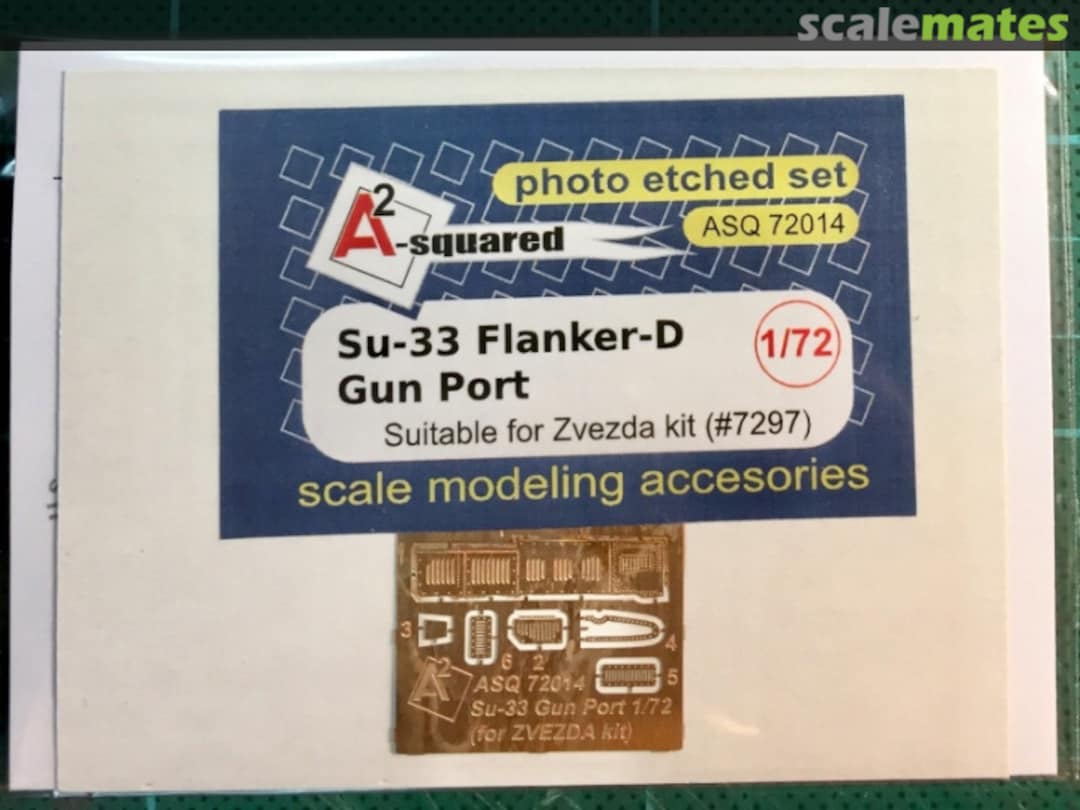 scalemates
photo etched set
A2-squared
ASQ 72014
Su-33 Flanker-D
Gun Port
1/72
Suitable for Zvezda kit (#7297)
scale modeling accesories
3
6
2
4
5
A2
ASQ 72014
Su-33 Gun Port 1/72
(for ZVEZDA kit)